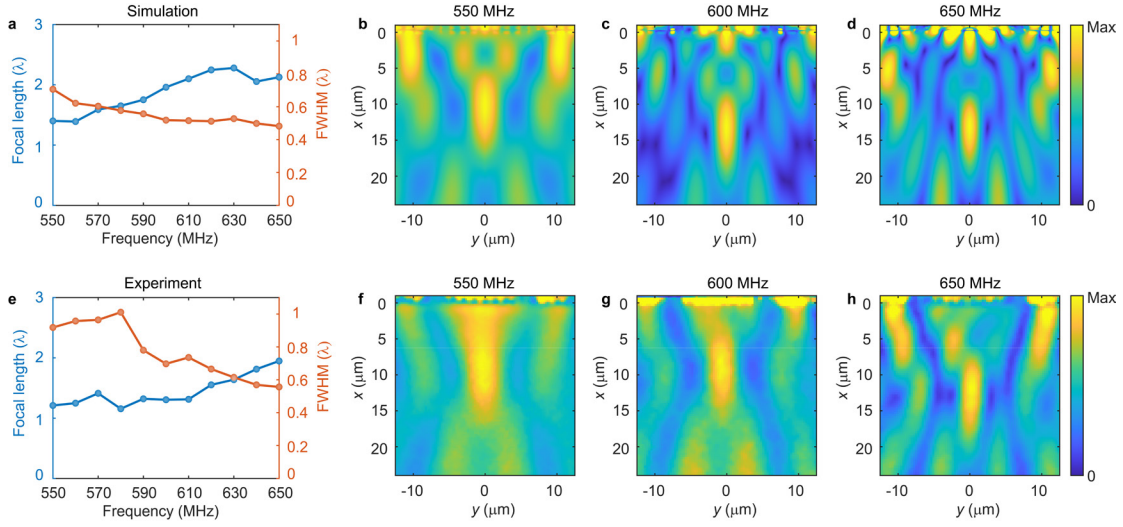 a Simulation
3
2
1
0
Focal length (λ)
1
0.8
0.6
0.4
0.2
0
FWHM (λ)
550 570 590 610 630 650
Frequency (MHz)
b 550 MHz
0
5
10
15
20
x (μm)
-10 0 10
y (μm)
c 600 MHz
0
5
10
15
20
x (μm)
-10 0 10
y (μm)
d 650 MHz
0
5
10
15
20
x (μm)
-10 0 10
y (μm)
Max
0
e Experiment
3
2
1
0
Focal length (λ)
1
0.8
0.6
0.4
0.2
0
FWHM (λ)
550 570 590 610 630 650
Frequency (MHz)
f 550 MHz
0
5
10
15
20
x (μm)
-10 0 10
y (μm)
g 600 MHz
0
5
10
15
20
x (μm)
-10 0 10
y (μm)
h 650 MHz
0
5
10
15
20
x (μm)
-10 0 10
y (μm)
Max
0